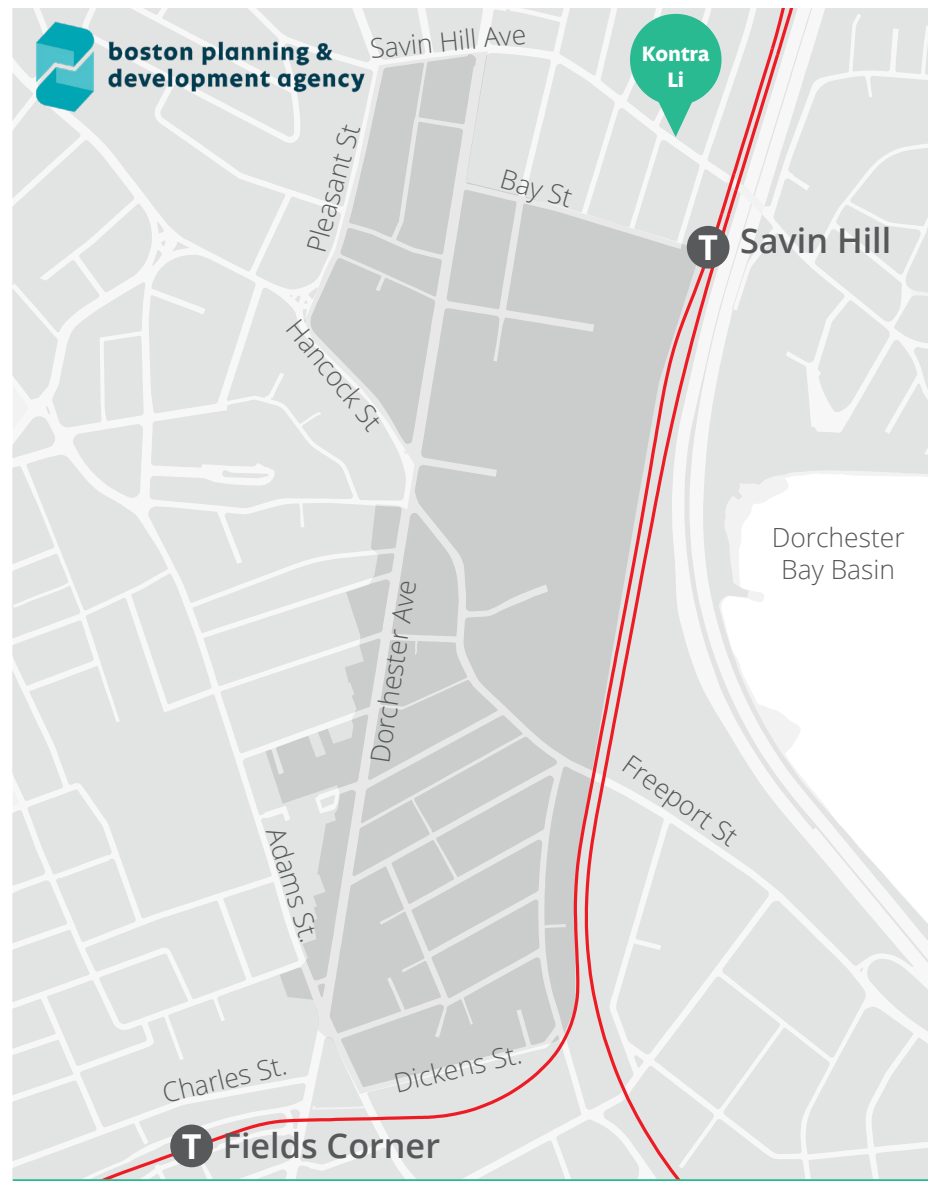 boston planning &
development agency
Savin Hill Ave
Kontra
Li
Pleasant St
Bay St
T Savin Hill
Hancock St
Dorchester
Bay Basin
Dorchester Ave
Freeport St
Adams St.
Charles St.
Dickens St.
T Fields Corner